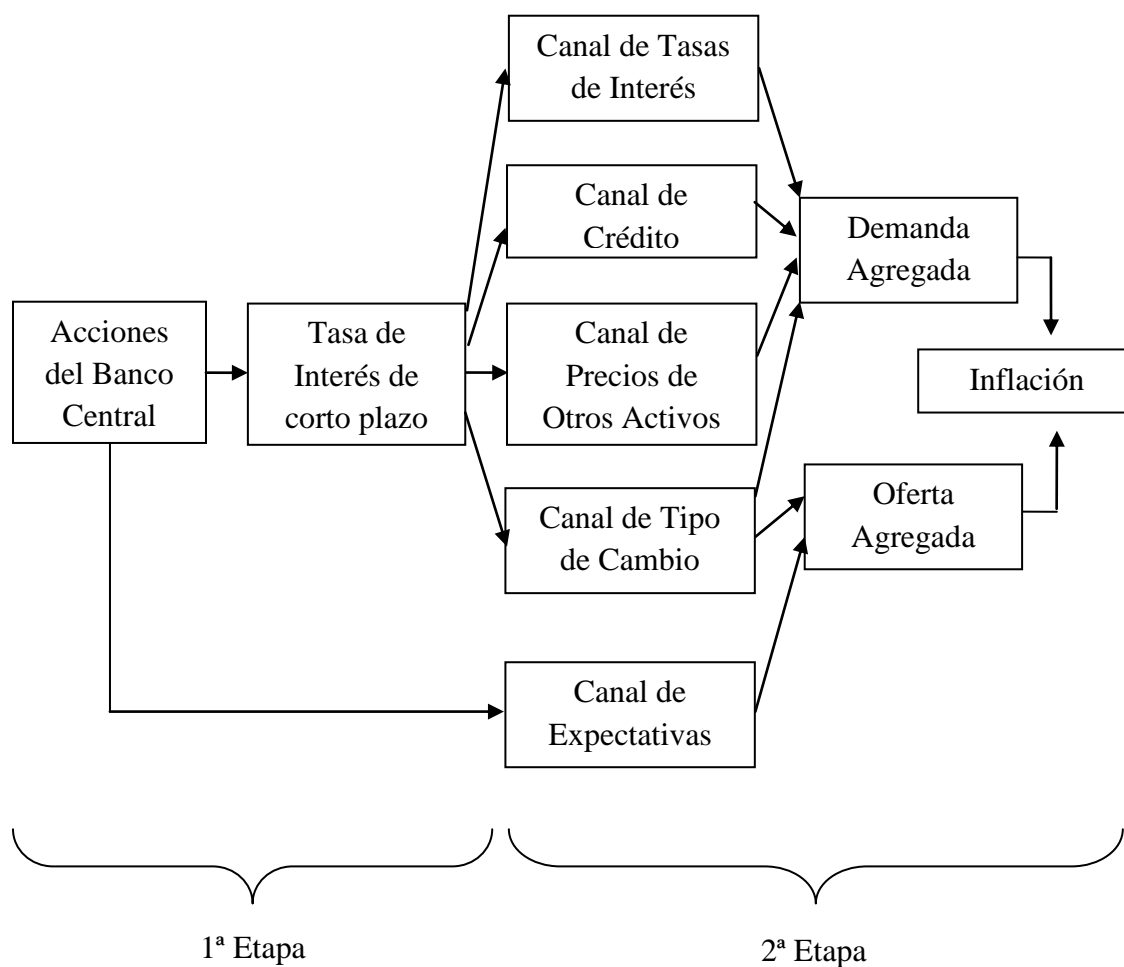 Canal de Tasas
de Interés
Canal de
Crédito
Demanda
Agregada
Acciones
del Banco
Central
Tasa de
Interés de
corto plazo
Canal de
Precios de
Otros Activos
Inflación
Canal de Tipo
de Cambio
Oferta
Agregada
Canal de
Expectativas
1ª Etapa
2ª Etapa